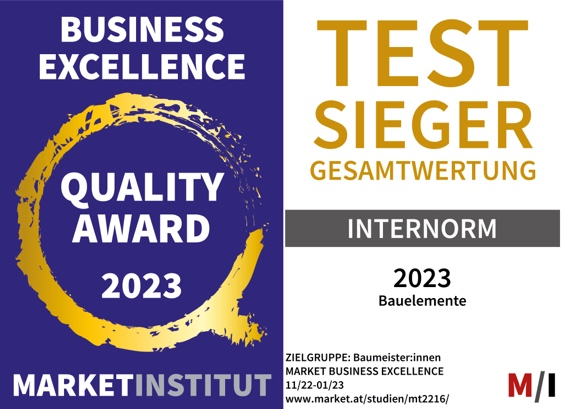 BUSINESS
EXCELLENCE
QUALITY
AWARD
2023
MARKETINSTITUT
TEST
SIEGER
GESAMTWERTUNG
INTERNORM
2023
Bauelemente
ZIELGRUPPE: Baumeister:innen
MARKET BUSINESS EXCELLENCE
11/22-01/23
www.market.at/studien/mt2216/
M/I